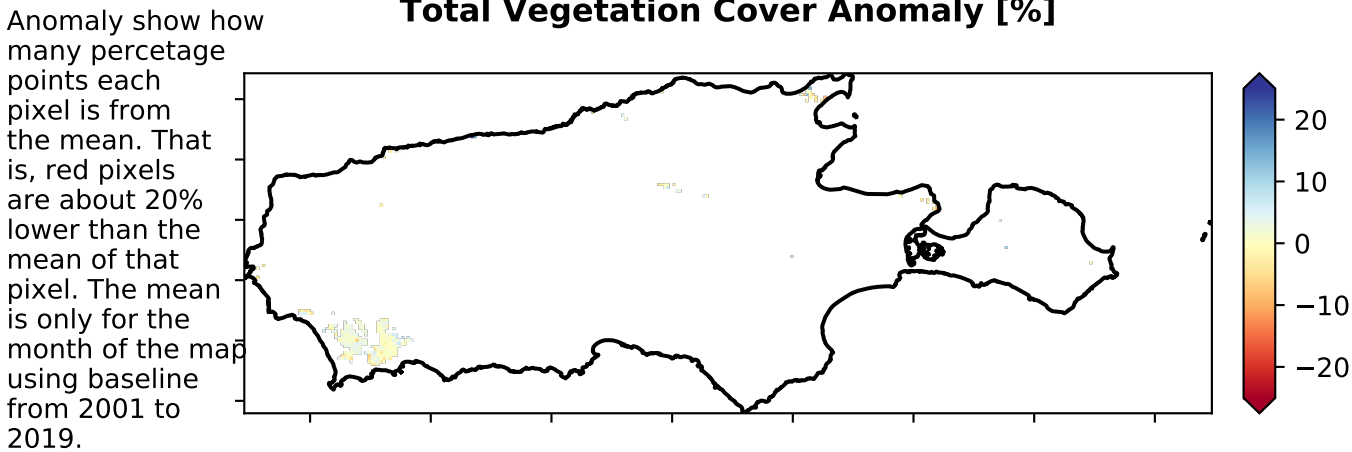 Total Vegetation Cover Anomaly [%]
Anomaly show how
many percetage
points each
pixel is from
the mean. That
is, red pixels
are about 20%
lower than the
mean of that
pixel. The mean
is only for the
month of the map
using baseline
from 2001 to
2019.
20
10
0
−10
−20